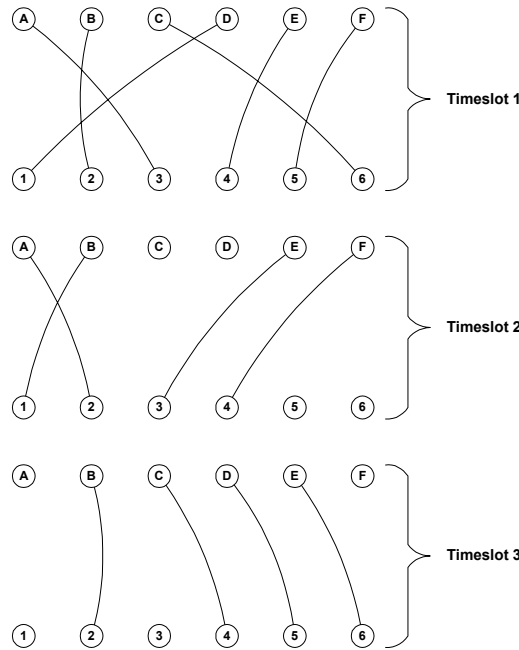 A B C D E F
Timeslot 1
1 2 3 4 5 6
A B C D E F
Timeslot 2
1 2 3 4 5 6
A B C D E F
Timeslot 3
1 2 3 4 5 6